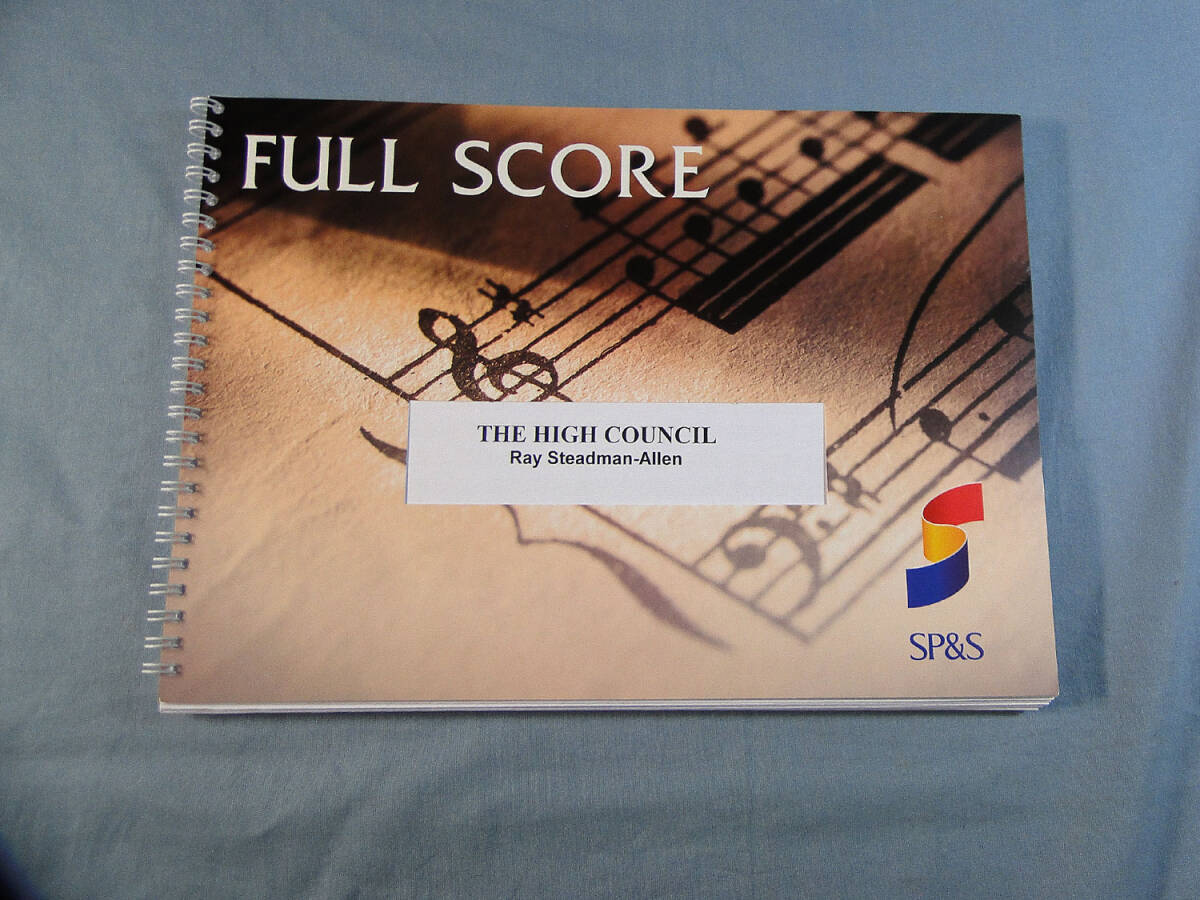 FULL SCORE
THE HIGH COUNCIL
Ray Steadman-Allen
SP&S